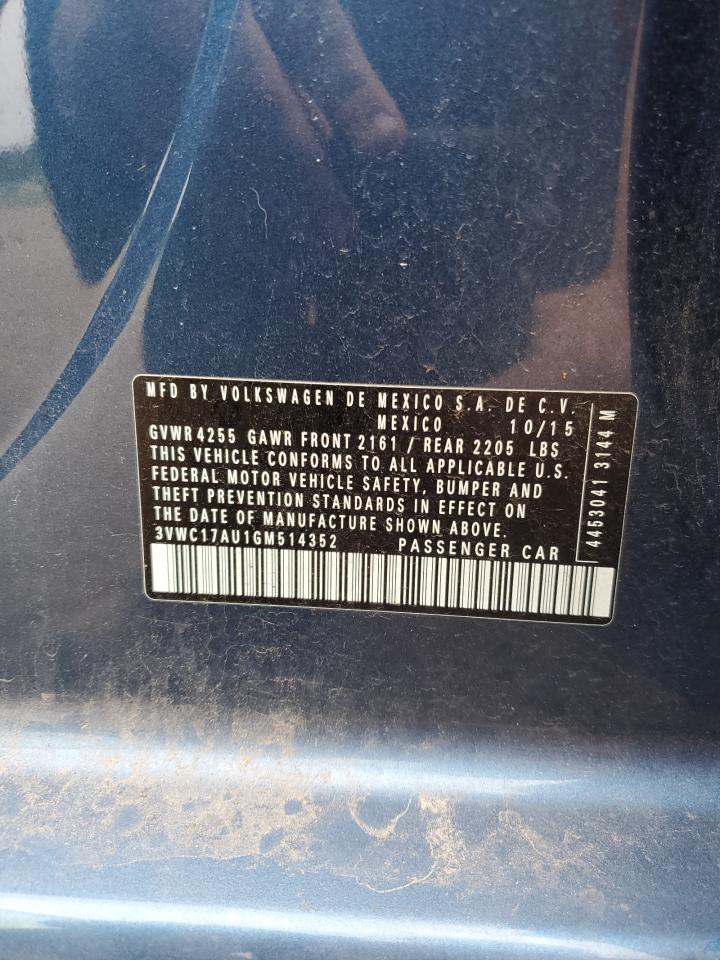 MFD BY VOLKSWAGEN DE MEXICO S.A. DE C.V.
MEXICO 10/15
GVWR 4255 GAWR FRONT 2161 / REAR 2205 LBS
THIS VEHICLE CONFORMS TO ALL APPLICABLE U.S.
FEDERAL MOTOR VEHICLE SAFETY, BUMPER AND
THEFT PREVENTION STANDARDS IN EFFECT ON
THE DATE OF MANUFACTURE SHOWN ABOVE.
3VWC17AU1GM514352 PASSENGER CAR
4453041 3144M